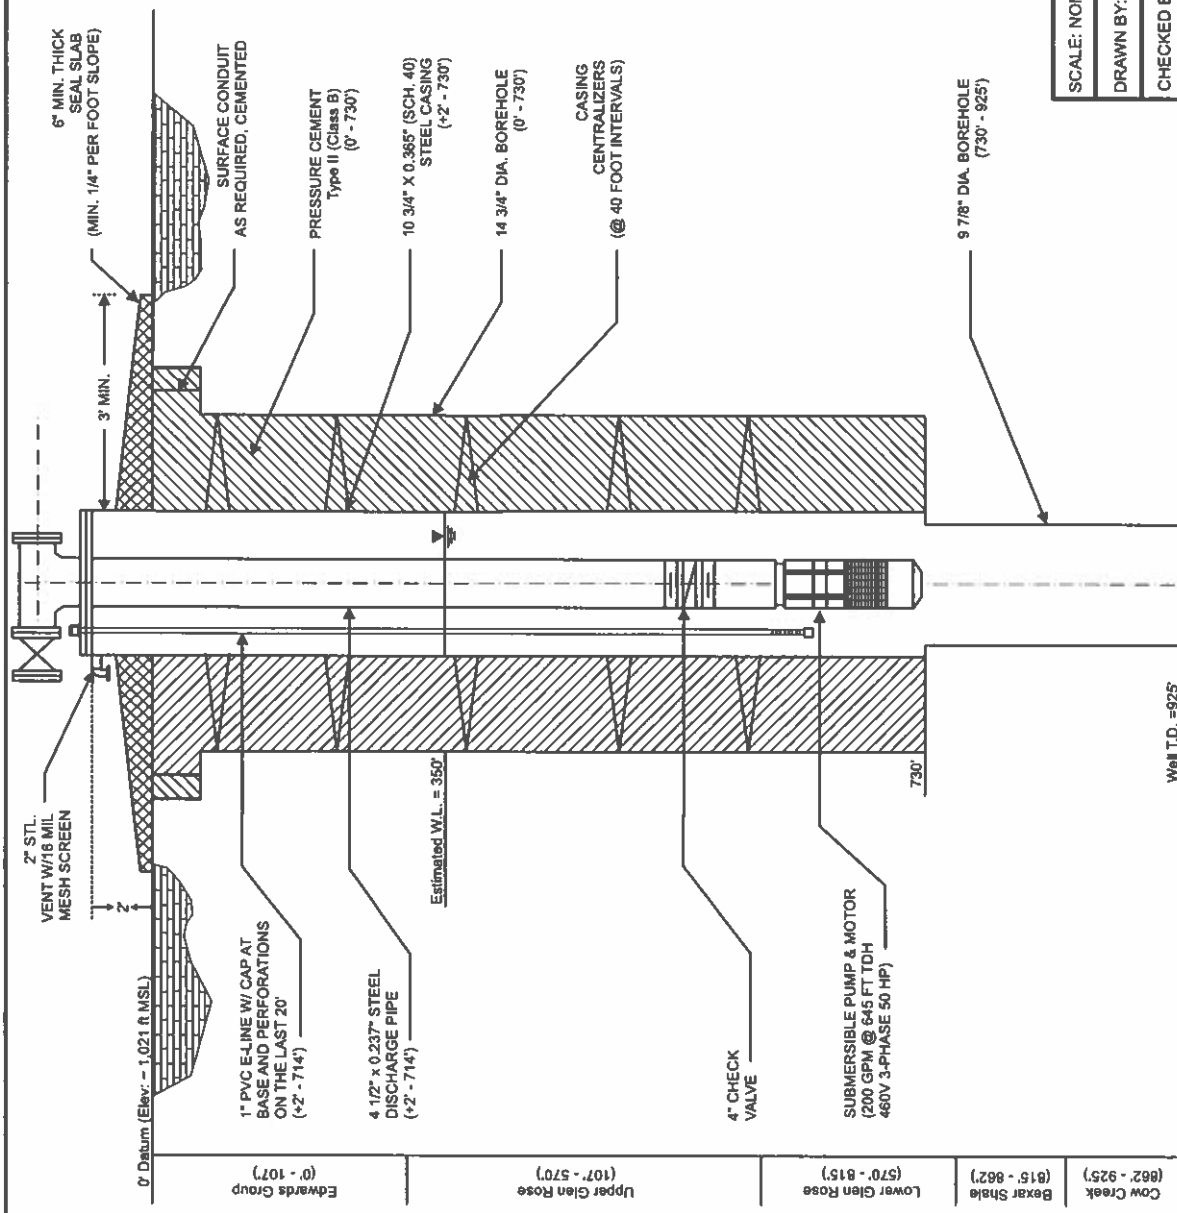 6" MIN. THICK
SEAL SLAB
(MIN. 1/4" PER FOOT SLOPE)
SURFACE CONDUIT
AS REQUIRED, CEMENTED
PRESSURE CEMENT
Type II (Class B)
(0' - 730')
10 3/4" X 0.365" (SCH. 40)
STEEL CASING
(+2' - 730')
14 3/4" DIA. BOREHOLE
(0' - 730')
CASING
CENTRALIZERS
(@ 40 FOOT INTERVALS)
9 7/8" DIA. BOREHOLE
(730' - 925')
SCALE:
DRAWN BY:
CHECKED
3' MIN.
2" STL.
VENT W/16 MIL
MESH SCREEN
2'
0' Datum (Elev: ~ 1,021 ft MSL)
1" PVC E-LINE W/ CAP AT
BASE AND PERFORATIONS
ON THE LAST 20'
(+2' - 714')
4 1/2" x 0.237" STEEL
DISCHARGE PIPE
(+2' - 714')
Estimated W.L. = 350'
4" CHECK
VALVE
SUBMERSIBLE PUMP & MOTOR
(200 GPM @ 645 FT TDH
460V 3-PHASE 50 HP)
730'
Well T.D. =925'
Edwards Group
(0' - 107')
Upper Glen Rose
(107' - 570')
Lower Glen Rose
(570' - 815')
Bexar Shale
(815' - 862')
Cow Creek
(862' - 925')